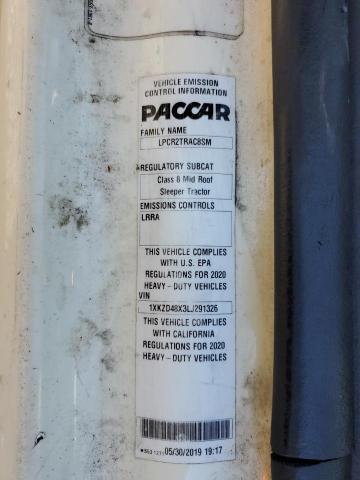 VEHICLE EMISSION
CONTROL INFORMATION
PACCAR
FAMILY NAME
LPCR2TRAC8SM
REGULATORY SUBCAT
Class 8 Mid Roof
Sleeper Tractor
EMISSIONS CONTROLS
LRRA
THIS VEHICLE COMPLIES
WITH U.S. EPA
REGULATIONS FOR 2020
HEAVY-DUTY VEHICLES
VIN
1XKZD48X3LJ291326
THIS VEHICLE COMPLIES
WITH CALIFORNIA
REGULATIONS FOR 2020
HEAVY-DUTY VEHICLES
05/30/2019 19:17